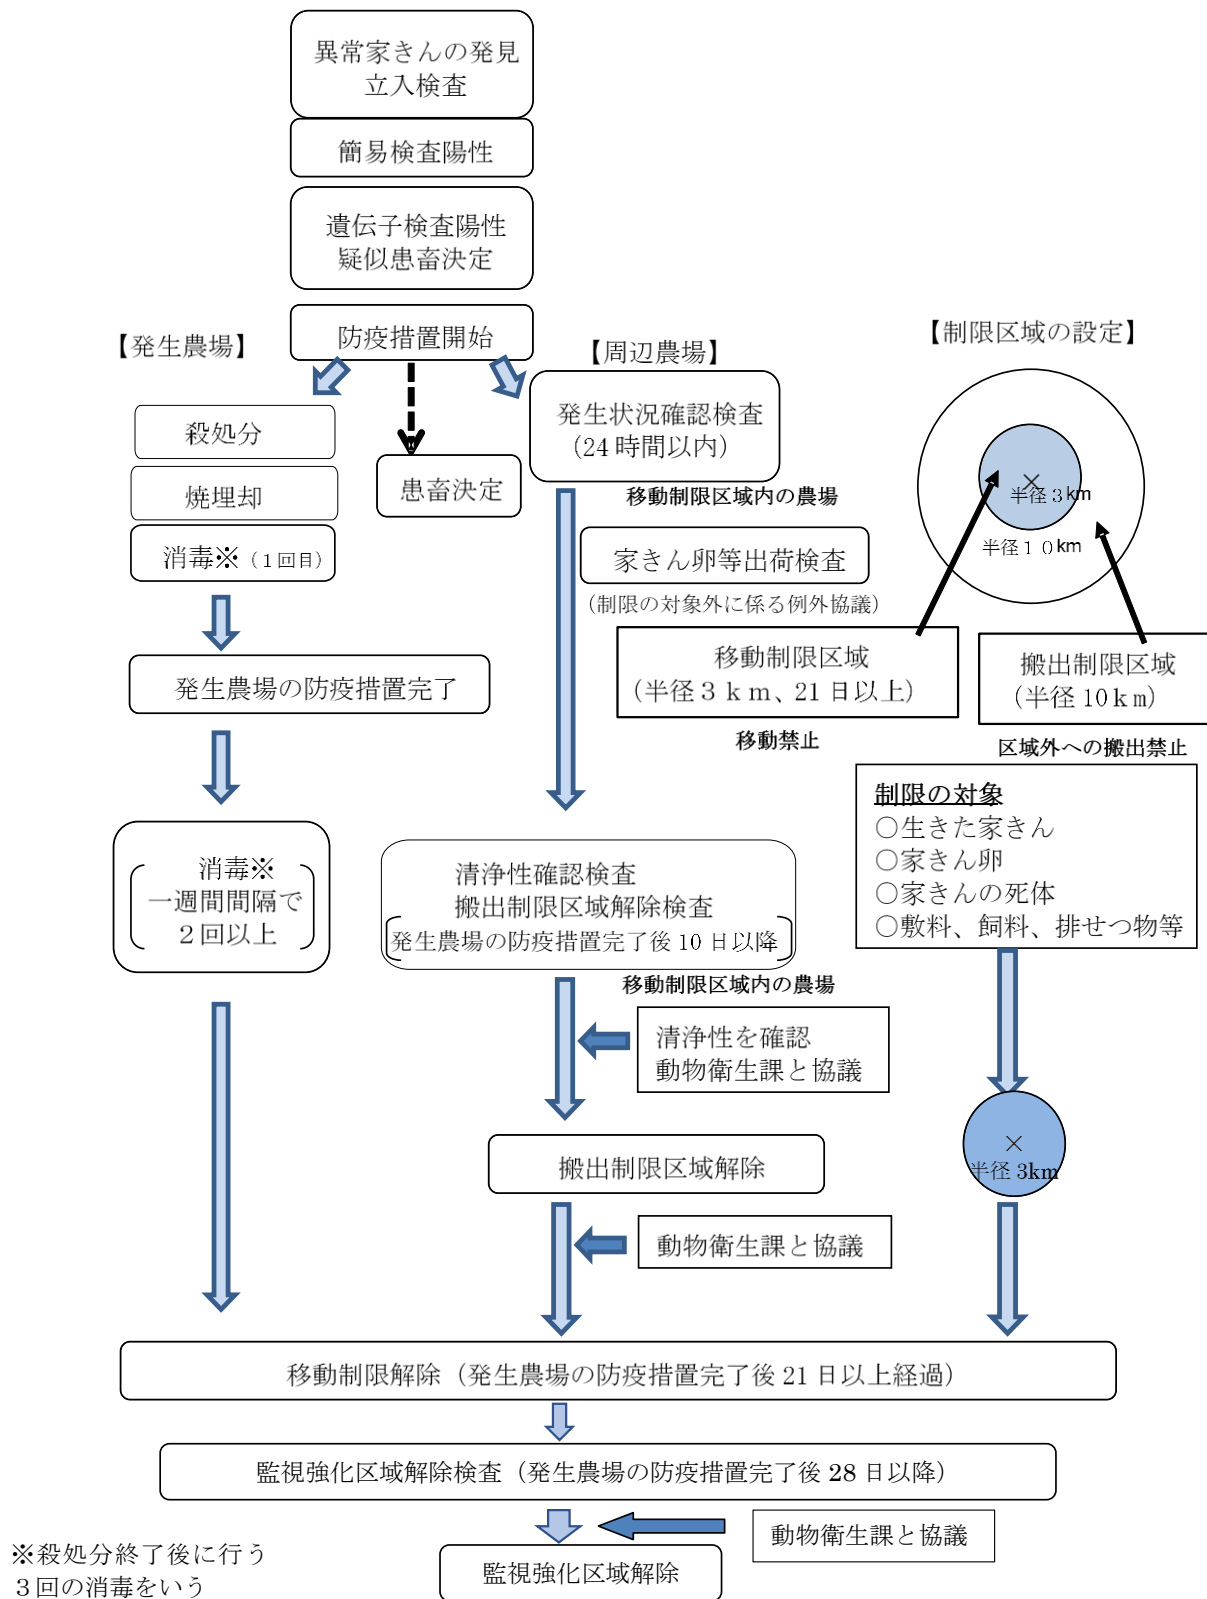 異常家きんの発見
立入検査
簡易検査陽性
遺伝子検査陽性
疑似患畜決定
防疫措置開始
【発生農場】
【周辺農場】
【制限区域の設定】
殺処分
焼埋却
消毒※（１回目）
患畜決定
発生状況確認検査
（24 時間以内）
移動制限区域内の農場
家きん卵等出荷検査
（制限の対象外に係る例外協議）
×
半径３km
半径１０km
移動制限区域
（半径３ｋｍ、21 日以上）
移動禁止
搬出制限区域
（半径 10ｋｍ）
区域外への搬出禁止
発生農場の防疫措置完了
制限の対象
○生きた家きん
○家きん卵
○家きんの死体
○敷料、飼料、排せつ物等
消毒※
一週間間隔で
２回以上
清浄性確認検査
搬出制限区域解除検査
発生農場の防疫措置完了後 10 日以降
移動制限区域内の農場
清浄性を確認
動物衛生課と協議
×
半径 3km
搬出制限区域解除
動物衛生課と協議
移動制限解除（発生農場の防疫措置完了後 21 日以上経過）
監視強化区域解除検査（発生農場の防疫措置完了後 28 日以降）
動物衛生課と協議
監視強化区域解除
※殺処分終了後に行う
３回の消毒をいう